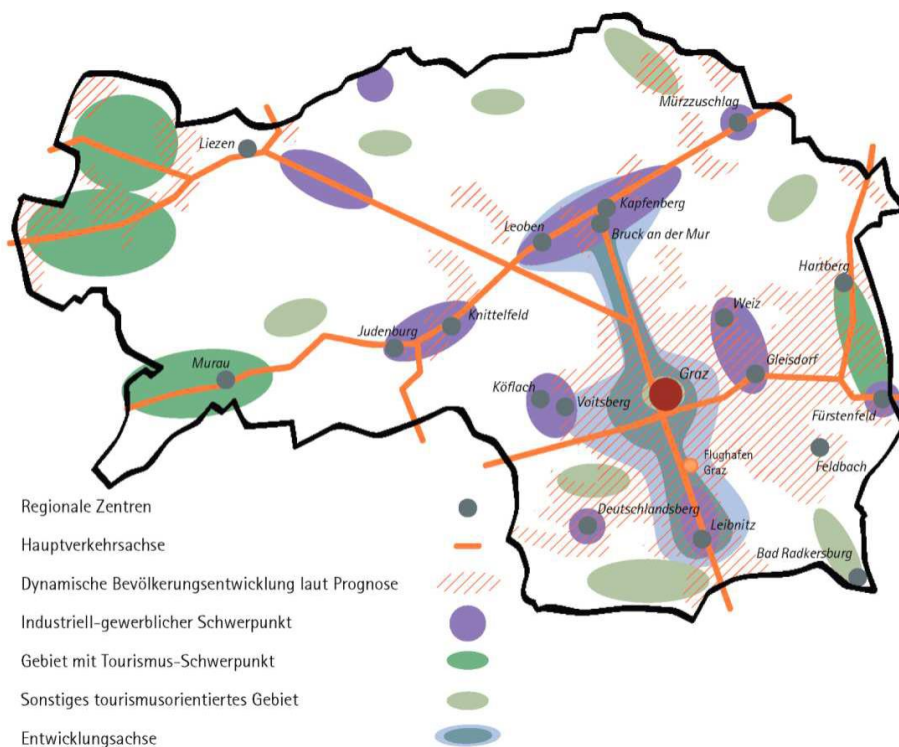 Mürzzuschlag
Liezen
Kapfenberg
Leoben
Bruck an der Mur
Hartberg
Weiz
Knittelfeld
Judenburg
Gleisdorf
Murau
Graz
Köflach
Voitsberg
Fürstenfeld
Flughafen
Graz
Feldbach
Deutschlandsberg
Leibnitz
Bad Radkersburg
Regionale Zentren
Hauptverkehrsachse
Dynamische Bevölkerungsentwicklung laut Prognose
Industriell-gewerblicher Schwerpunkt
Gebiet mit Tourismus-Schwerpunkt
Sonstiges tourismusorientiertes Gebiet
Entwicklungsachse